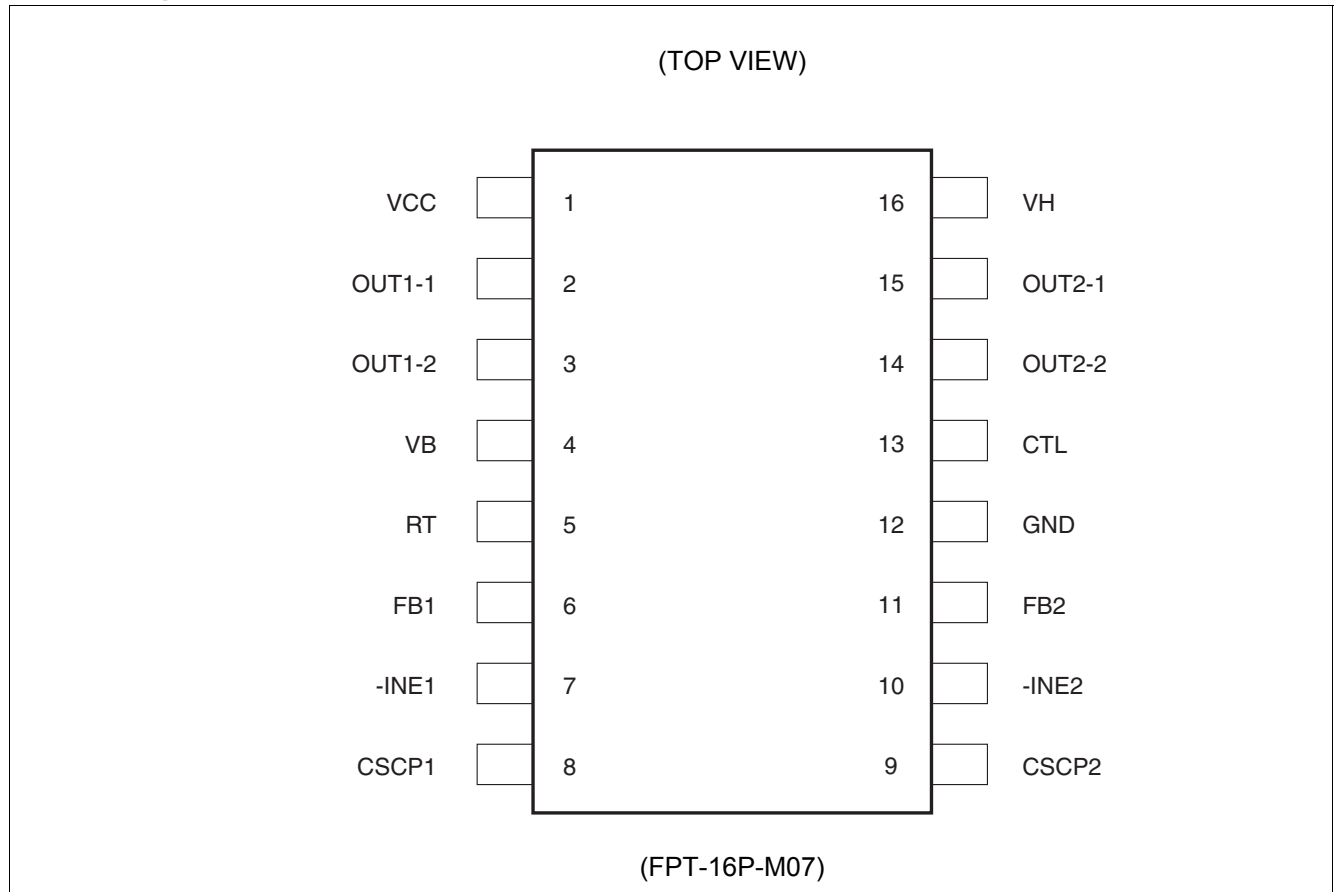 (TOP VIEW)
VCC 1 16 VH
OUT1-1 2 15 OUT2-1
OUT1-2 3 14 OUT2-2
VB 4 13 CTL
RT 5 12 GND
FB1 6 11 FB2
-INE1 7 10 -INE2
CSCP1 8 9 CSCP2
(FPT-16P-M07)